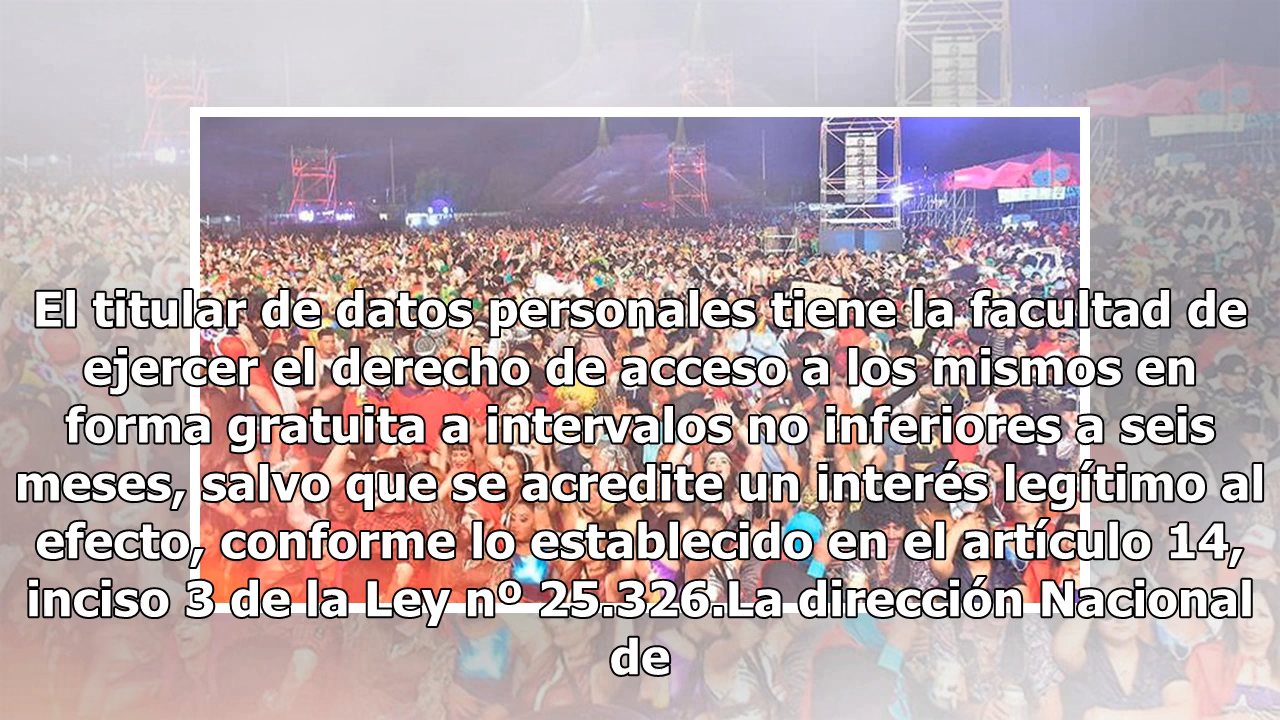 El titular de datos personales tiene la facultad de
ejercer el derecho de acceso a los mismos en
forma gratuita a intervalos no inferiores a seis
meses, salvo que se acredite un interés legítimo al
efecto, conforme lo establecido en el artículo 14,
inciso 3 de la Ley nº 25.326.La dirección Nacional
de